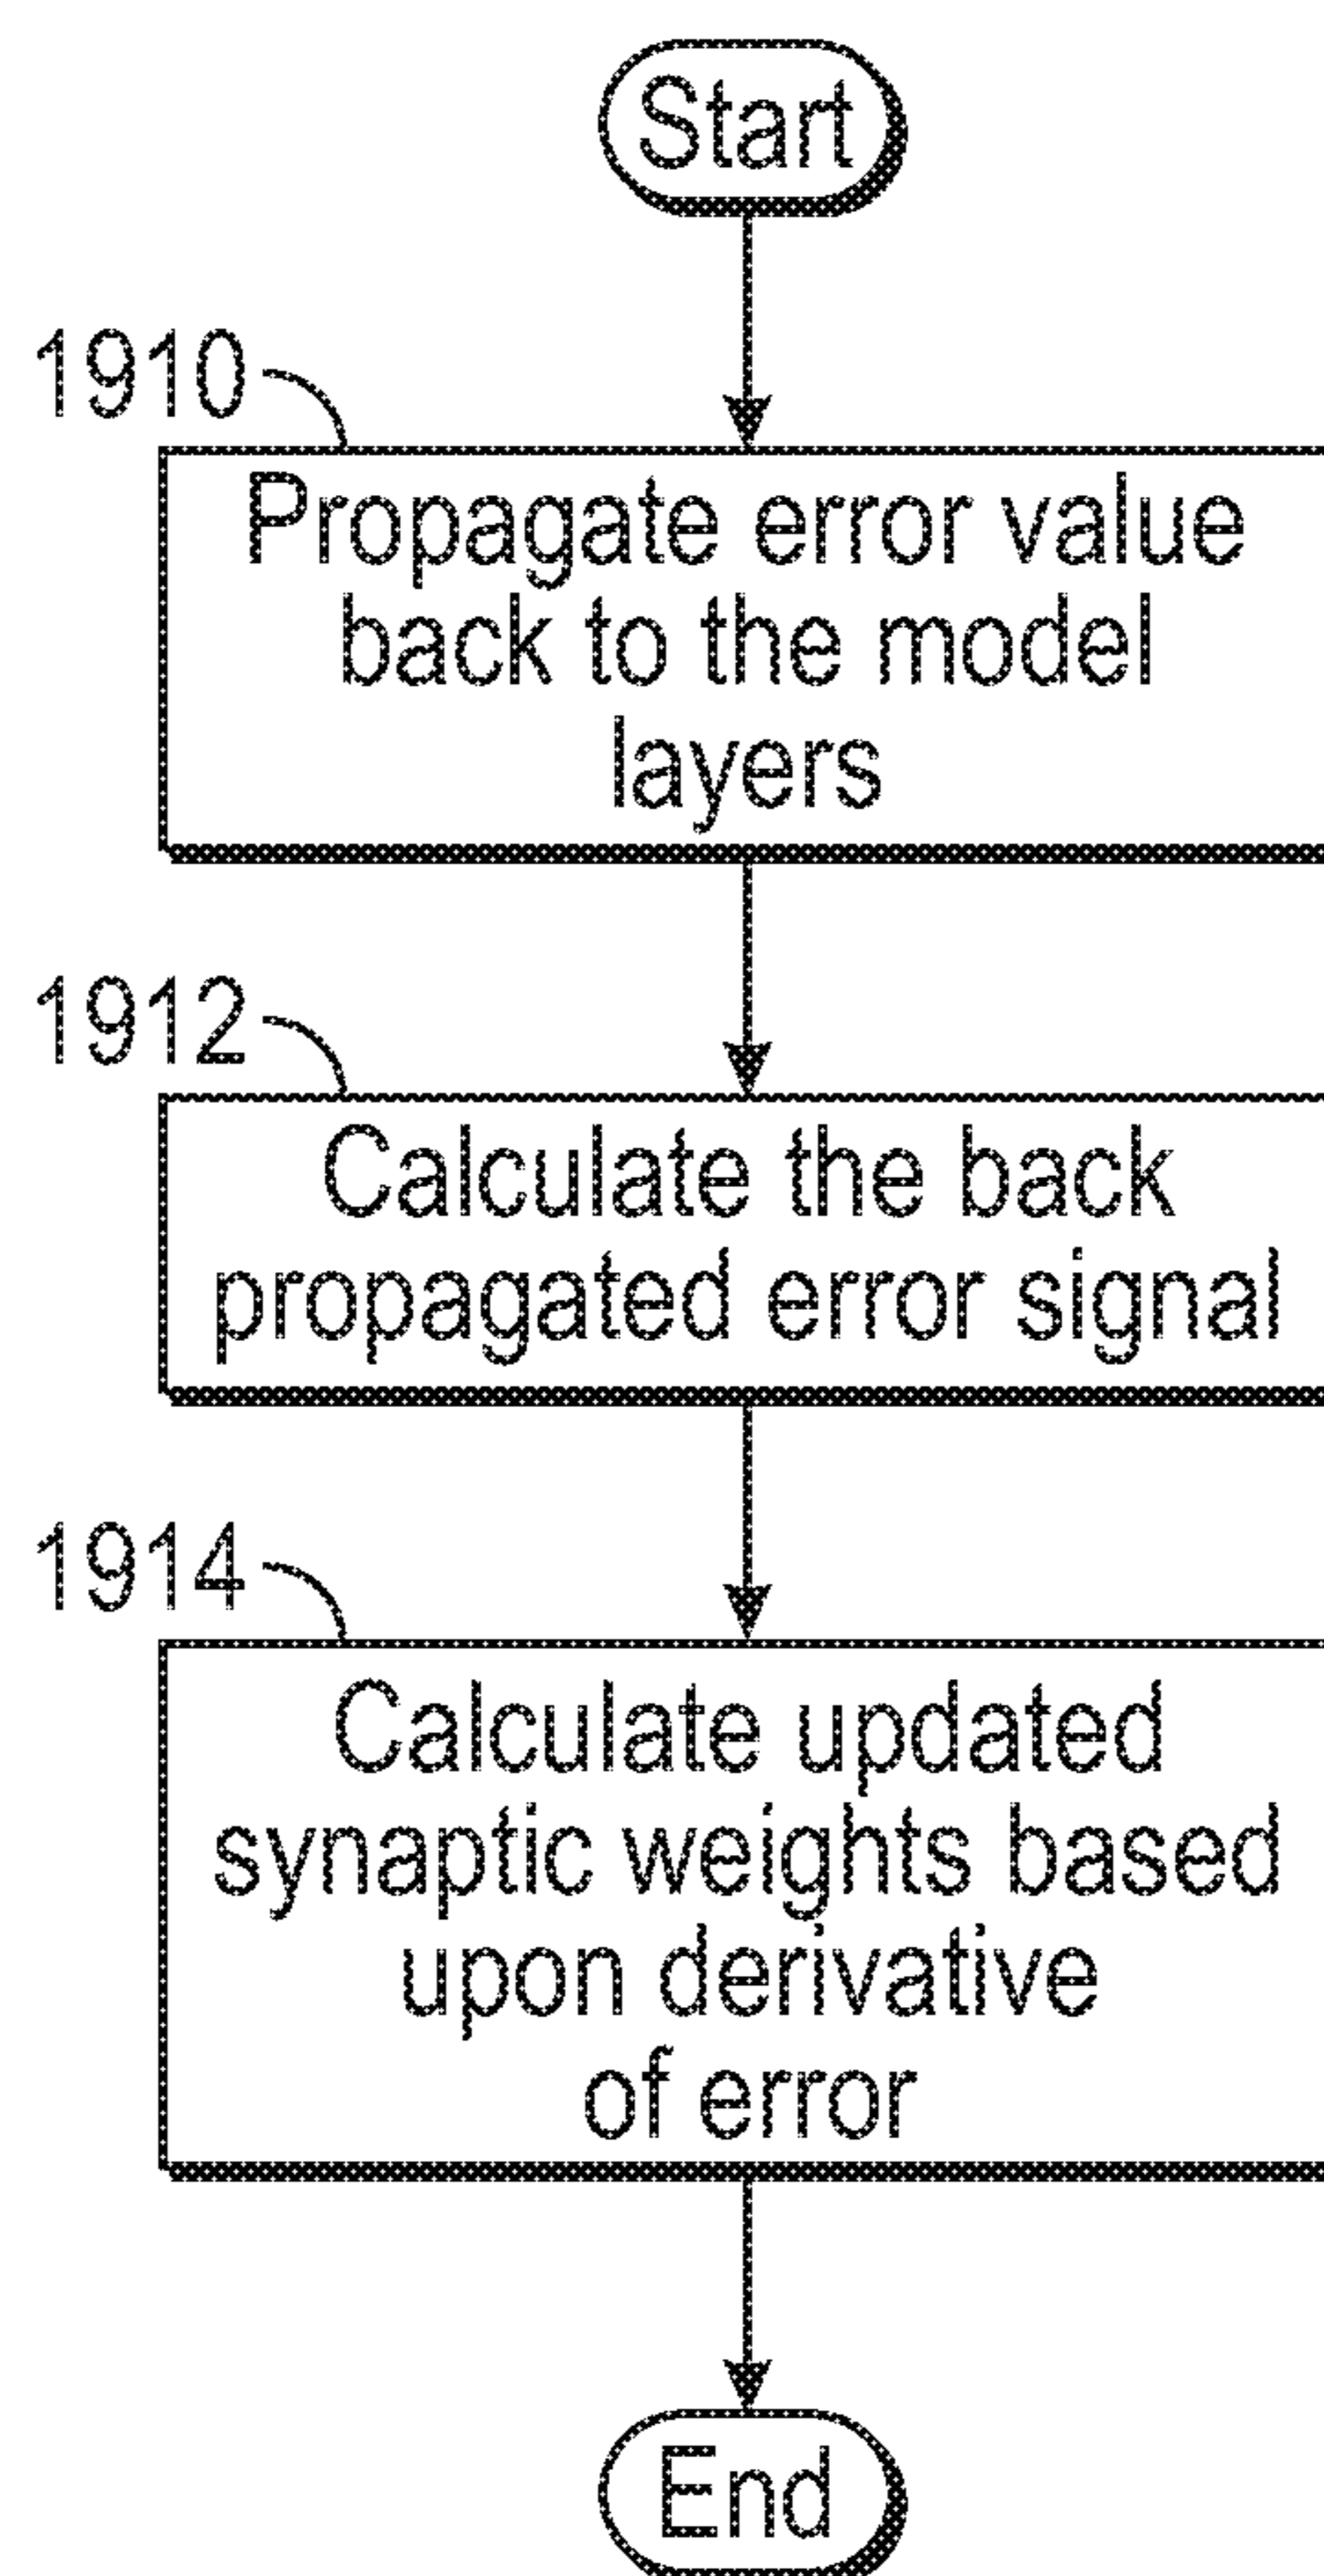 Start
1910
Propagate error value
back to the model
layers
1912
Calculate the back
propagated error signal
1914
Calculate updated
synaptic weights based
upon derivative
of error
End